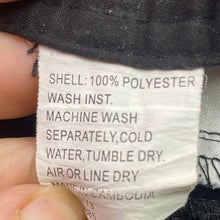 SHELL: 100% POLYESTER
WASH INST.
MACHINE WASH
SEPARATELY,COLD
WATER,TUMBLE DRY.
AIR OR LINE DRY
MADE IN CAMBODIA